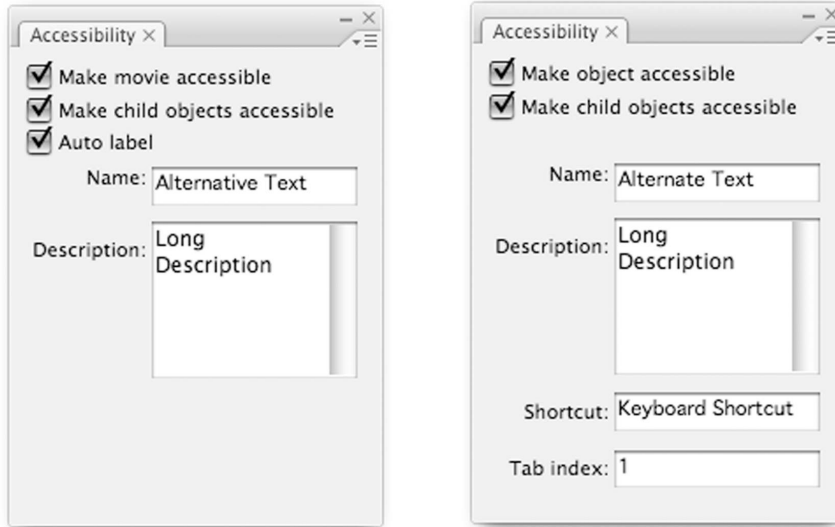 Accessibility
Make movie accessible
Make child objects accessible
Auto label
Name: Alternative Text
Description: Long
Description
Accessibility
Make object accessible
Make child objects accessible
Name: Alternate Text
Description: Long
Description
Shortcut: Keyboard Shortcut
Tab index: 1